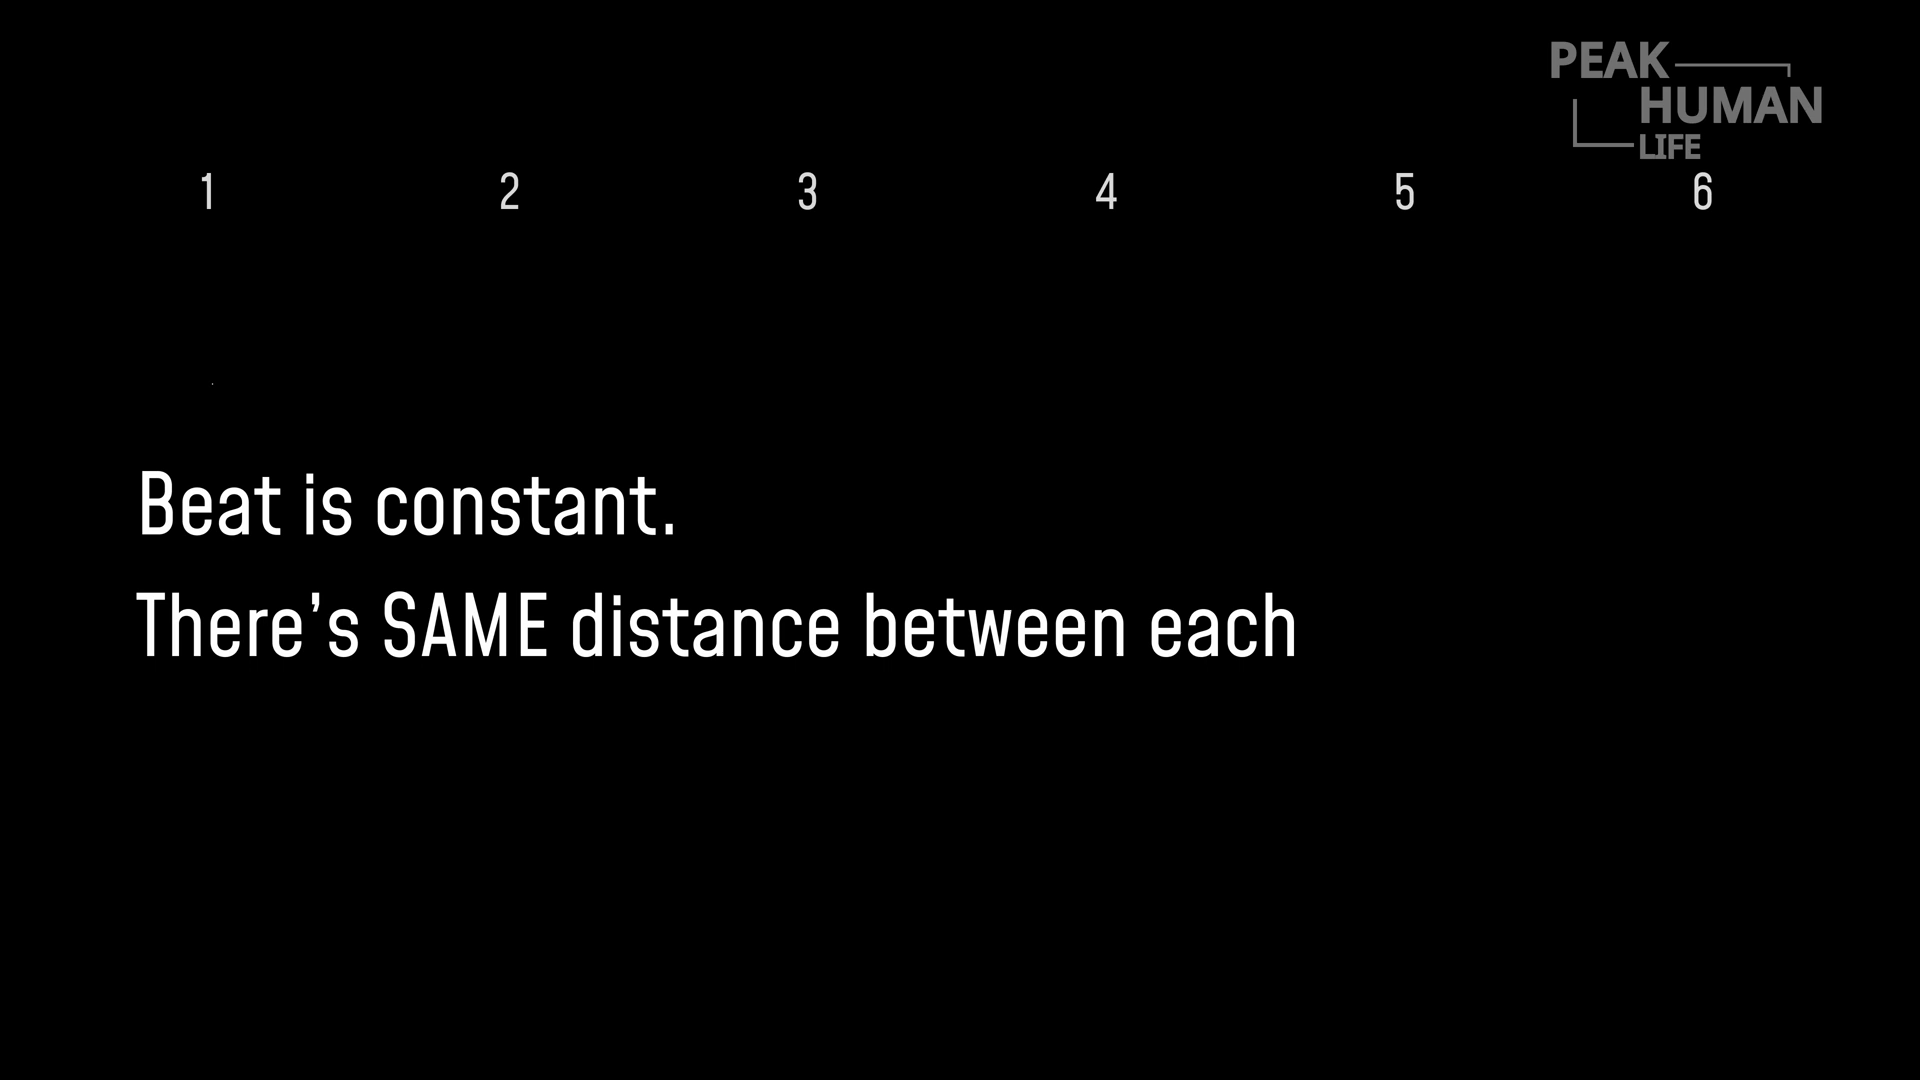 PEAK
HUMAN
LIFE
1 2 3 4 5 6
Beat is constant.
There's SAME distance between each